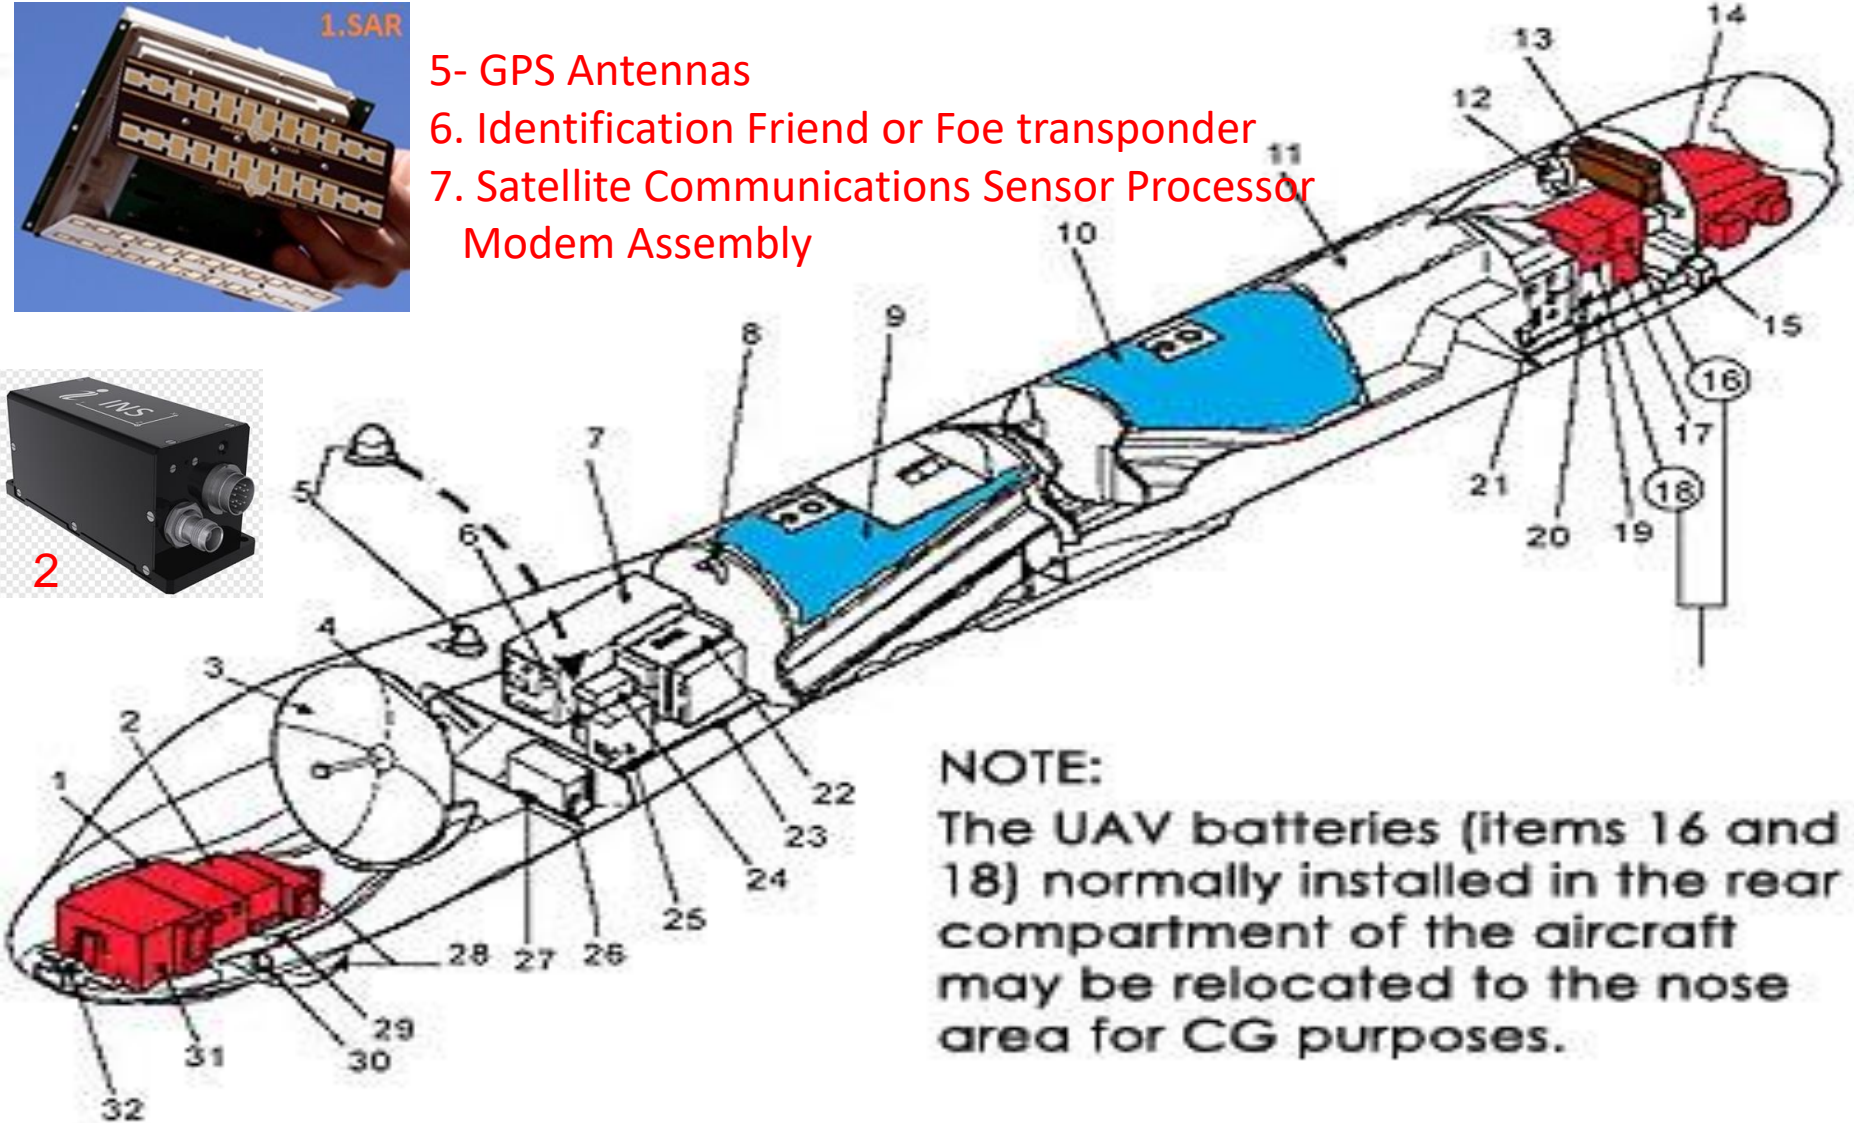 1.SAR
5- GPS Antennas
6. Identification Friend or Foe transponder
7. Satellite Communications Sensor Processor
Modem Assembly
i INS
2
14
13
12
11
10
9
8
7
5
6
4
3
2
1
15
16
17
18
19
20
21
22
23
24
25
26
27
28
29
30
31
32
NOTE:
The UAV batteries (items 16 and
18) normally installed in the rear
compartment of the aircraft
may be relocated to the nose
area for CG purposes.